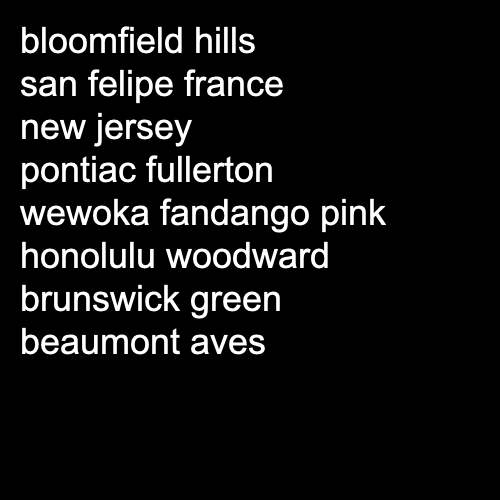 bloomfield hills
san felipe france
new jersey
pontiac fullerton
wewoka fandango pink
honolulu woodward
brunswick green
beaumont aves